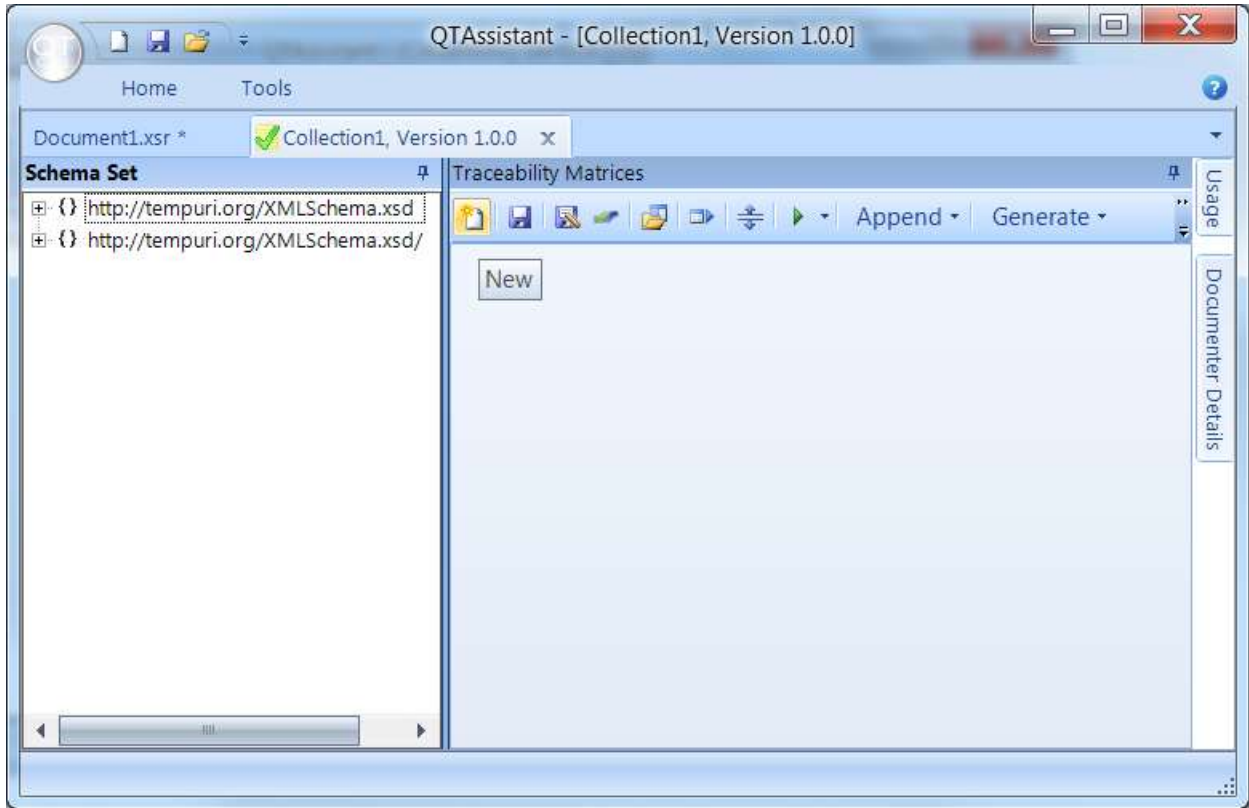 QTAssistant - [Collection1, Version 1.0.0]
Home Tools
Document1.xsr * Collection1, Version 1.0.0 x
Schema Set
http://tempuri.org/XMLSchema.xsd
http://tempuri.org/XMLSchema.xsd/
Traceability Matrices
Append Generate
New
Usage
Documenter Details